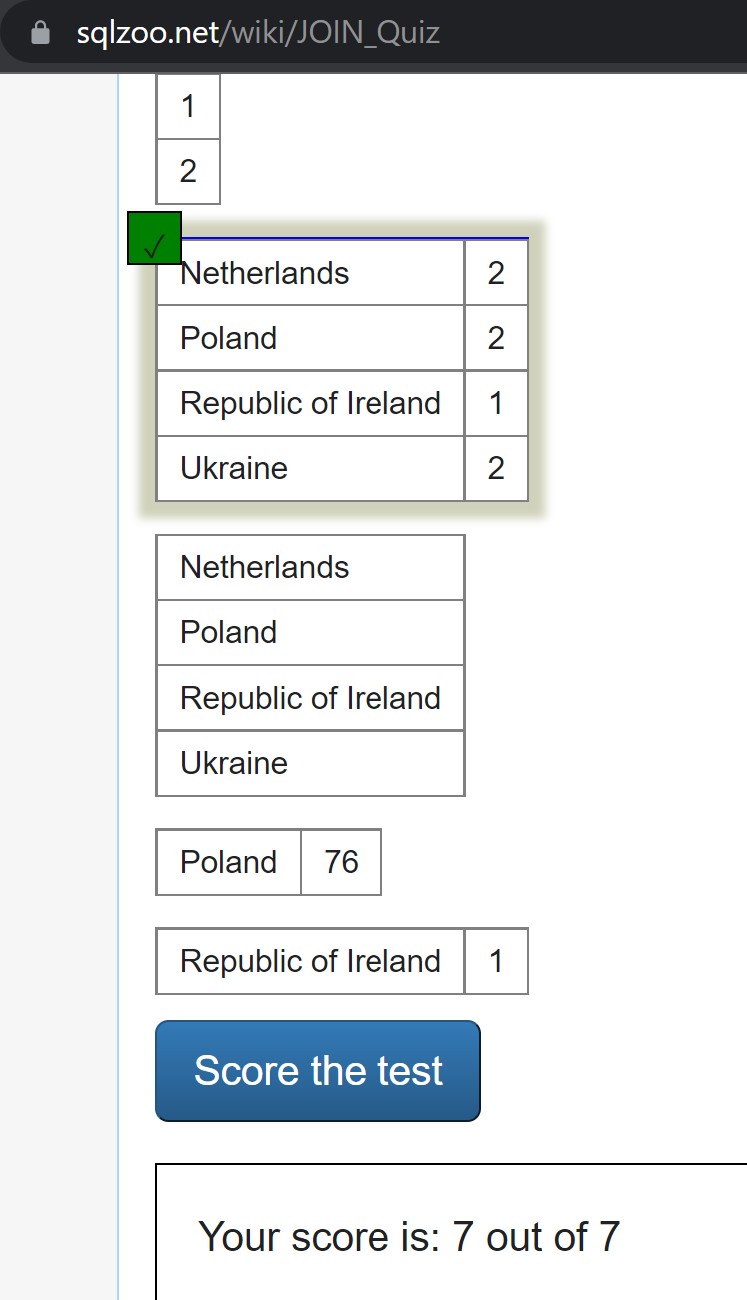 sqlzoo.net/wiki/JOIN_Quiz
1
2
✓
Netherlands 2
Poland 2
Republic of Ireland 1
Ukraine 2
Netherlands
Poland
Republic of Ireland
Ukraine
Poland 76
Republic of Ireland 1
Score the test
Your score is: 7 out of 7